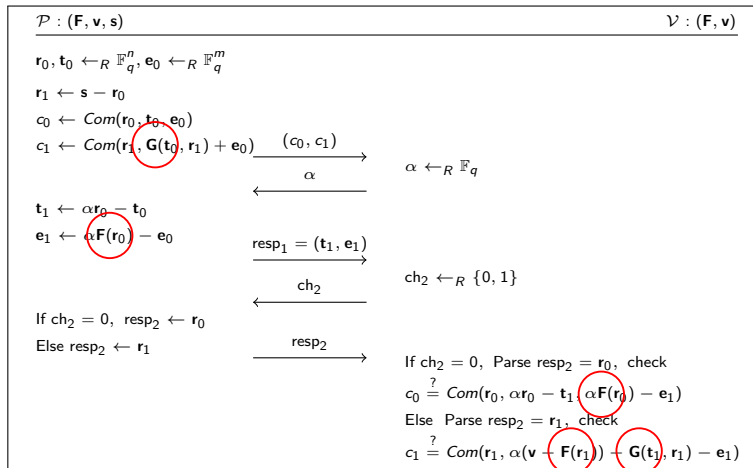 𝒫 : (F, v, s)
𝒱 : (F, v)
r₀, t₀ ←_R 𝔽_q^n, e₀ ←_R 𝔽_q^m
r₁ ← s − r₀
c₀ ← Com(r₀, t₀, e₀)
c₁ ← Com(r₁, G(t₀, r₁) + e₀)
(c₀, c₁)
α ←_R 𝔽_q
α
t₁ ← αr₀ − t₀
e₁ ← αF(r₀) − e₀
resp₁ = (t₁, e₁)
ch₂ ←_R {0, 1}
ch₂
If ch₂ = 0, resp₂ ← r₀
Else resp₂ ← r₁
resp₂
If ch₂ = 0, Parse resp₂ = r₀, check
c₀ ≟ Com(r₀, αr₀ − t₁, αF(r₀) − e₁)
Else Parse resp₂ = r₁, check
c₁ ≟ Com(r₁, α(v − F(r₁)) − G(t₁, r₁) − e₁)